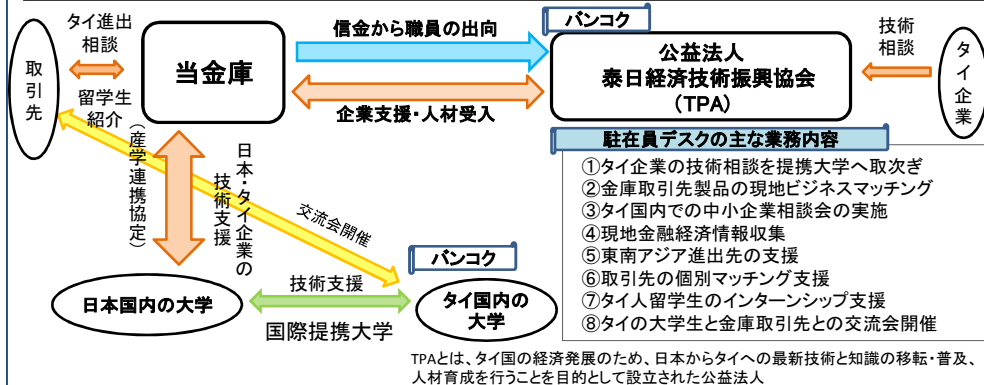 タイ進出
相談
取引先
留学生
紹介
当金庫
信金から職員の出向
企業支援・人材受入
バンコク
公益法人
泰日経済技術振興協会
(TPA)
技術
相談
タイ企業
(産学連携協定)
日本・タイ企業の
技術支援
交流会開催
日本国内の大学
技術支援
国際提携大学
バンコク
タイ国内の
大学
駐在員デスクの主な業務内容
①タイ企業の技術相談を提携大学へ取次ぎ
②金庫取引先製品の現地ビジネスマッチング
③タイ国内での中小企業相談会の実施
④現地金融経済情報収集
⑤東南アジア進出先の支援
⑥取引先の個別マッチング支援
⑦タイ人留学生のインターンシップ支援
⑧タイの大学生と金庫取引先との交流会開催
TPAとは、タイ国の経済発展のため、日本からタイへの最新技術と知識の移転・普及、
人材育成を行うことを目的として設立された公益法人